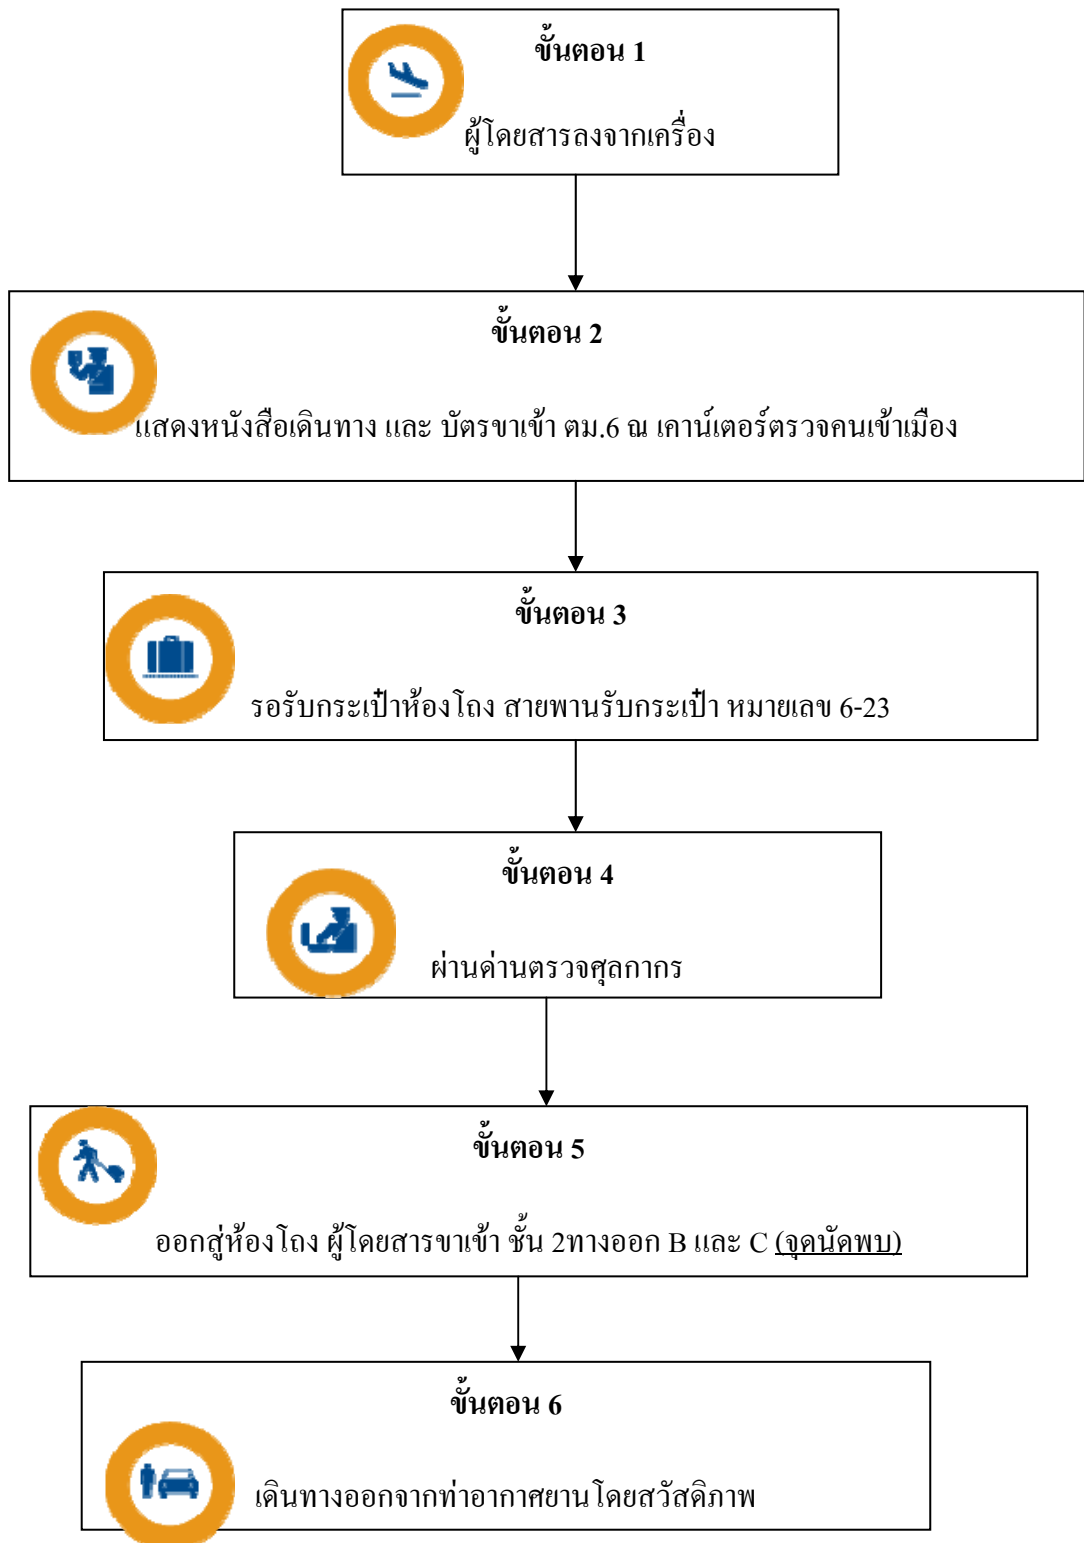 ขั้นตอน 1
ผู้โดยสารลงจากเครื่อง
ขั้นตอน 2
แสดงหนังสือเดินทาง และ บัตรขาเข้า ตม.6 ณ เคาน์เตอร์ตรวจคนเข้าเมือง
ขั้นตอน 3
รอรับกระเป๋าห้องโถง สายพานรับกระเป๋า หมายเลข 6-23
ขั้นตอน 4
ผ่านด่านตรวจศุลกากร
ขั้นตอน 5
ออกสู่ห้องโถง ผู้โดยสารขาเข้า ชั้น 2ทางออก B และ C (จุดนัดพบ)
ขั้นตอน 6
เดินทางออกจากท่าอากาศยานโดยสวัสดิภาพ